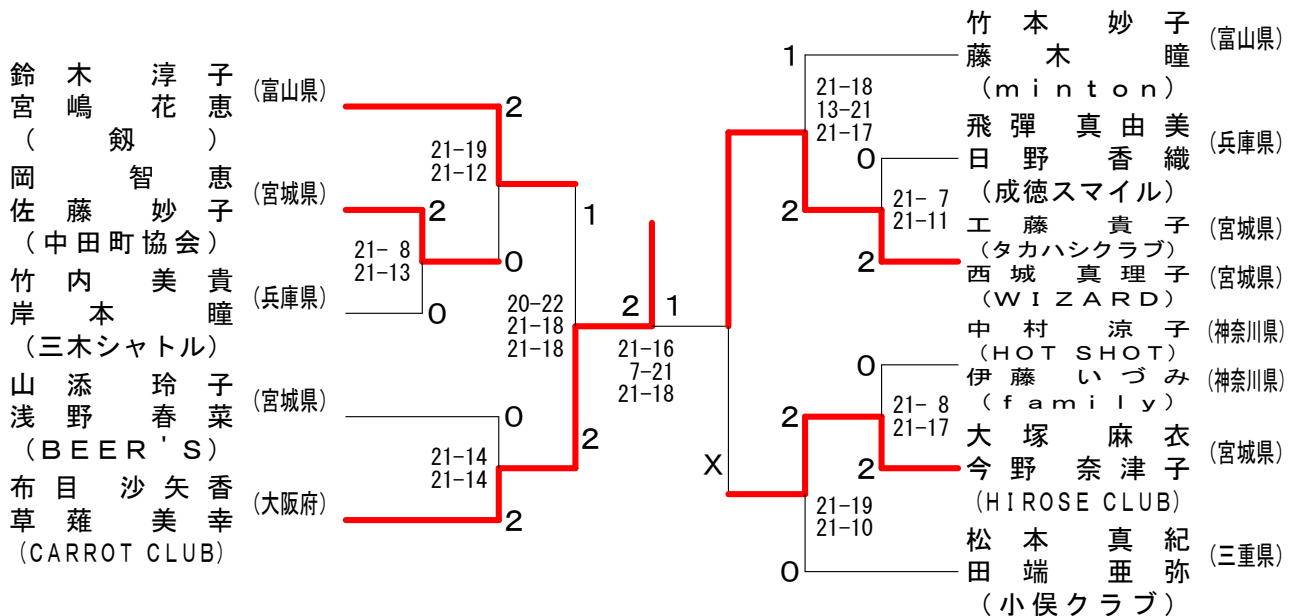 鈴木淳子
宮嶋花恵
(剱)
(富山県)
岡智恵
佐藤妙子
(中田町協会)
(宮城県)
竹内美貴
岸本瞳
(三木シャトル)
(兵庫県)
山添玲子
浅野春菜
(BEER'S)
(宮城県)
布目沙矢香
草薙美幸
(CARROT CLUB)
(大阪府)
2
21-19
21-12
2
21- 8
21-13
0
0
1
20-22
21-18
21-18
0
21-14
21-14
2
2
2
1
21-16
7-21
21-18
1
21-18
13-21
21-17
0
2
21- 7
21-11
2
0
2
21- 8
21-17
2
X
21-19
21-10
0
竹本妙子
藤木瞳
(minton)
(富山県)
飛彈真由美
日野香織
(成徳スマイル)
(兵庫県)
工藤貴子
(タカハシクラブ)
(宮城県)
西城真理子
(WIZARD)
(宮城県)
中村涼子
(HOT SHOT)
(神奈川県)
伊藤いづみ
(family)
(神奈川県)
大塚麻衣
今野奈津子
(HIROSE CLUB)
(宮城県)
松本真紀
田端亜弥
(小俣クラブ)
(三重県)